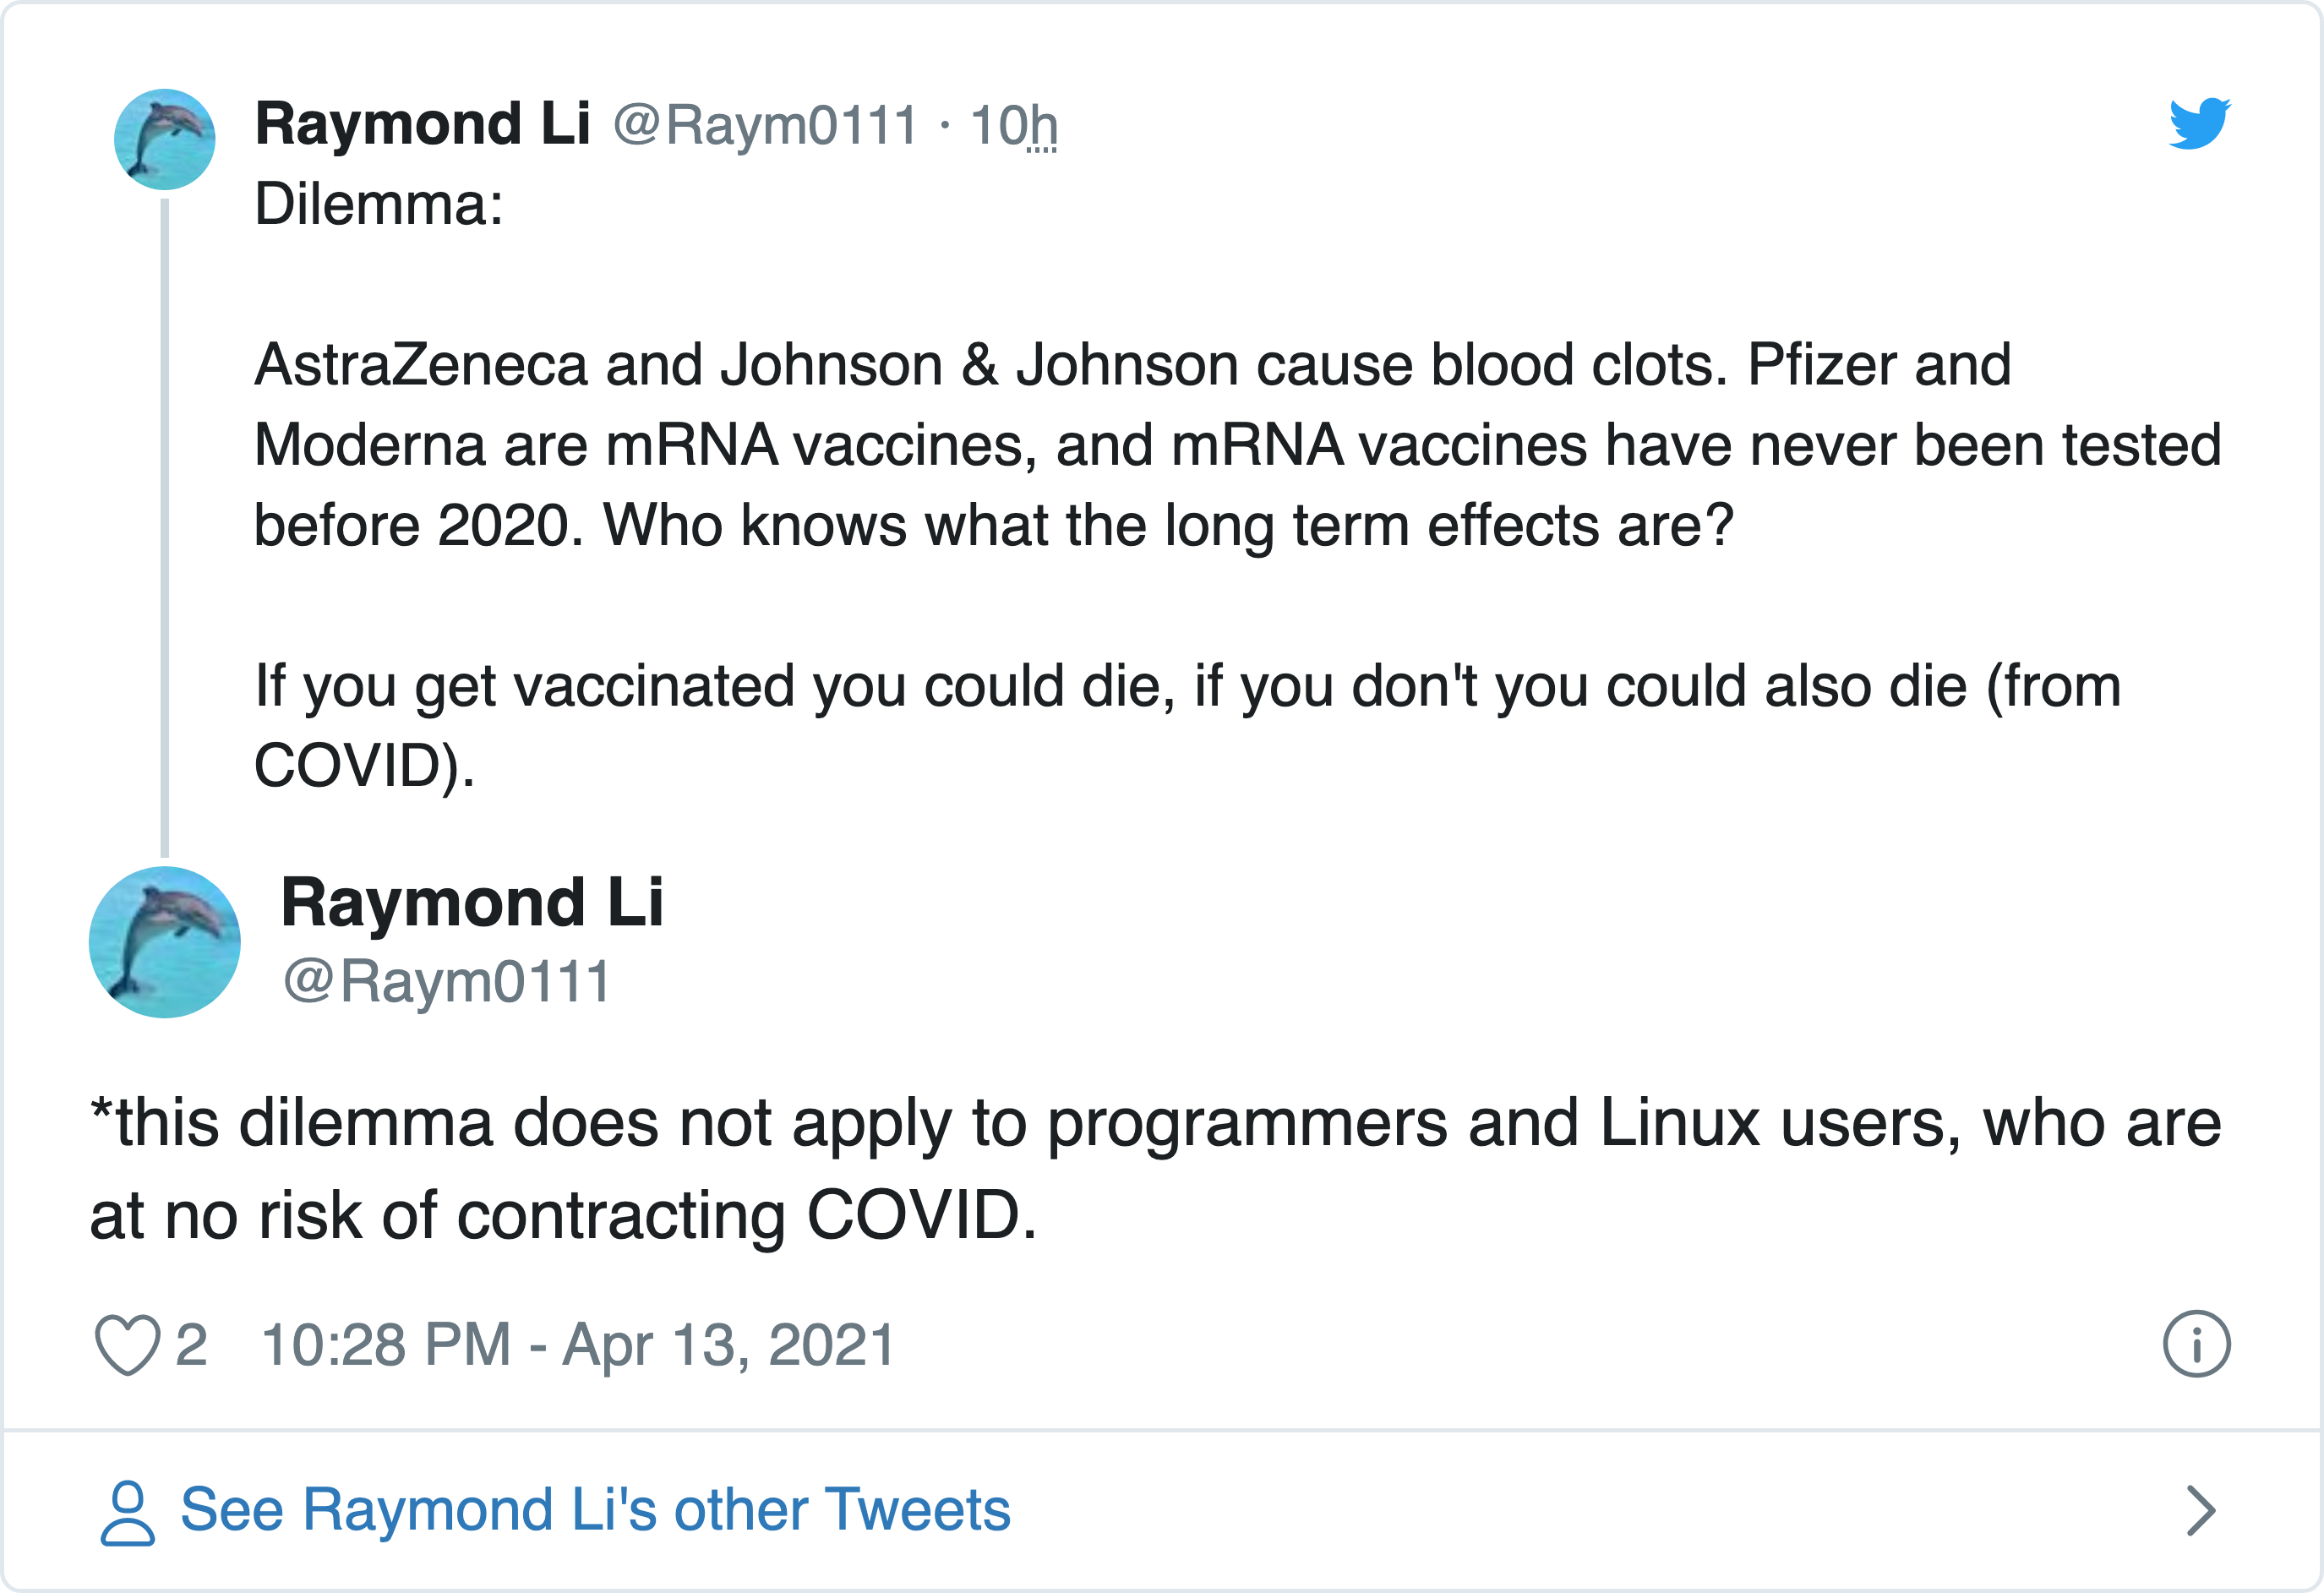 Raymond Li @Raym0111 · 10h
Dilemma:
AstraZeneca and Johnson & Johnson cause blood clots. Pfizer and
Moderna are mRNA vaccines, and mRNA vaccines have never been tested
before 2020. Who knows what the long term effects are?
If you get vaccinated you could die, if you don't you could also die (from
COVID).
Raymond Li
@Raym0111
*this dilemma does not apply to programmers and Linux users, who are
at no risk of contracting COVID.
2 10:28 PM - Apr 13, 2021
See Raymond Li's other Tweets